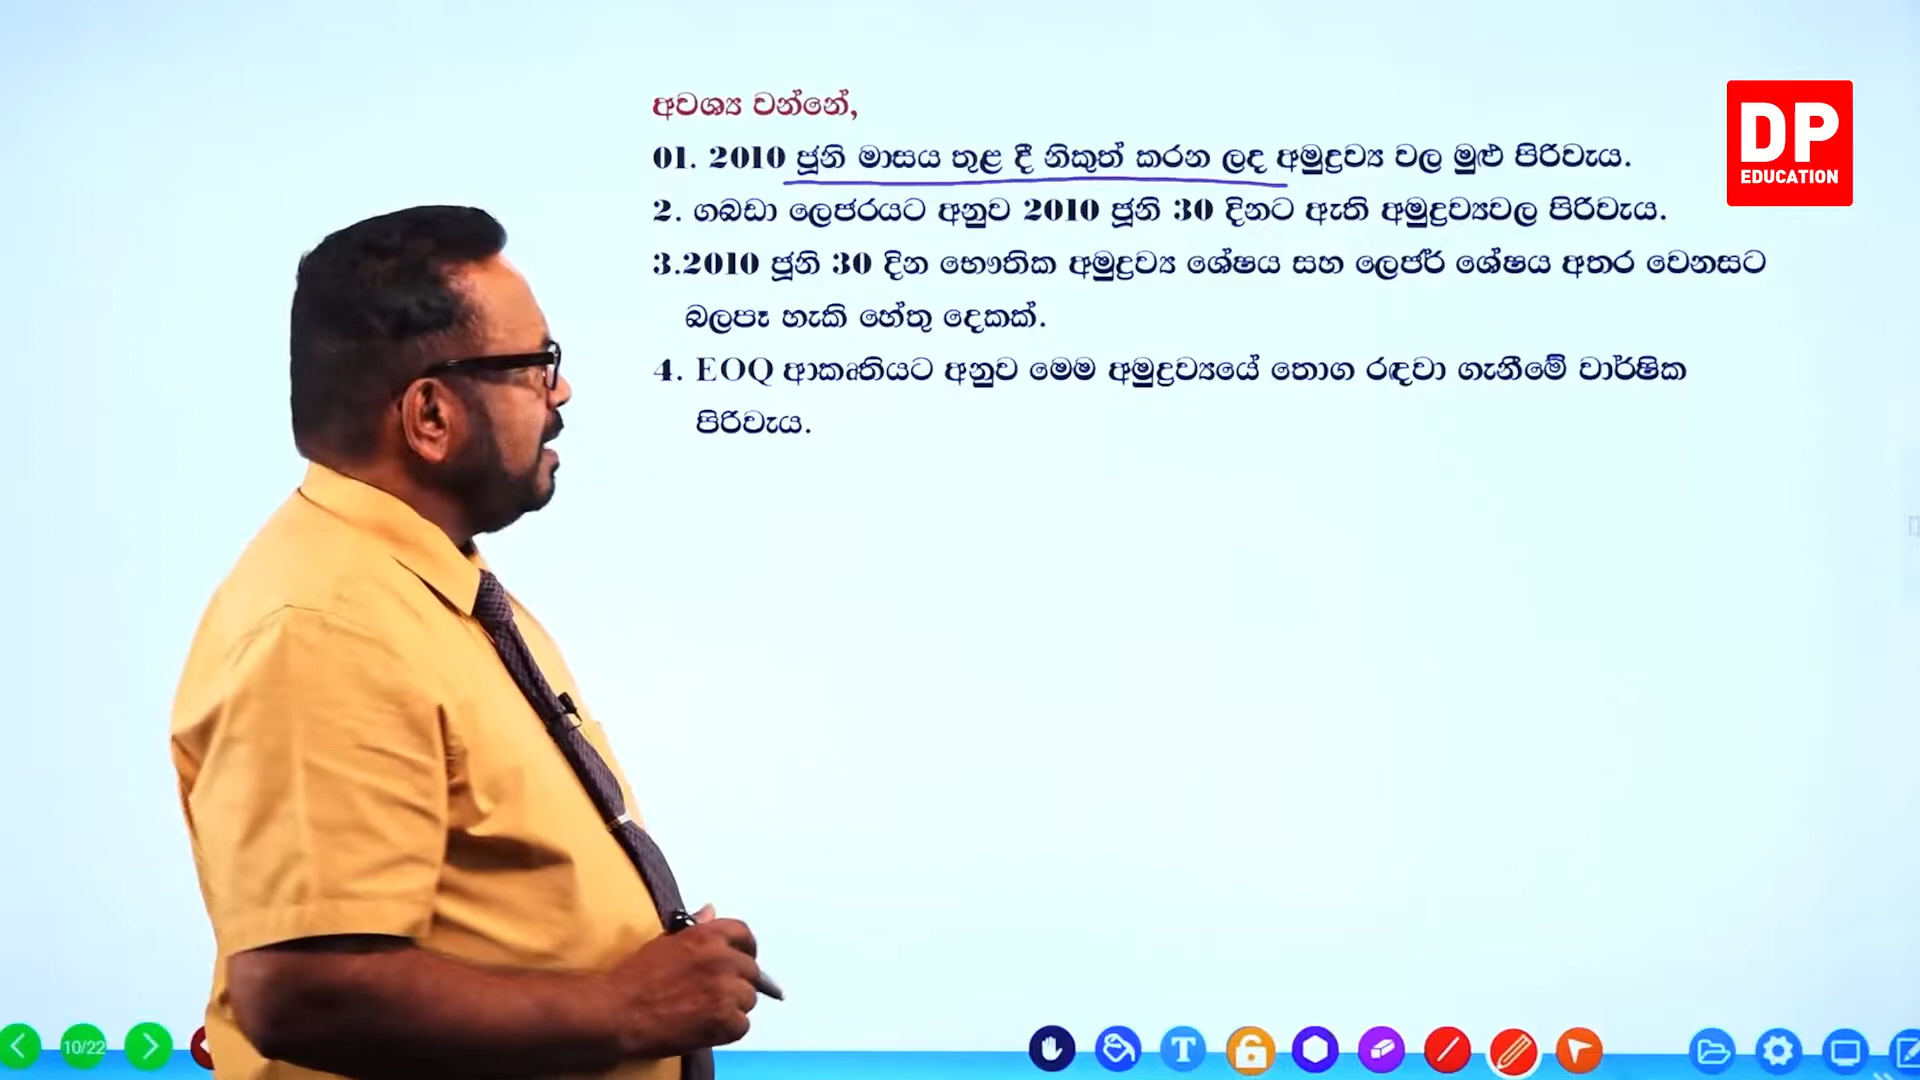 අවශ්‍ය වන්නේ,
01. 2010 ජූනි මාසය තුළ දී නිකුත් කරන ලද අමුද්‍රව්‍ය වල මුළු පිරිවැය.
2. ගබඩා ලෙජරයට අනුව 2010 ජූනි 30 දිනට ඇති අමුද්‍රව්‍යවල පිරිවැය.
3.2010 ජූනි 30 දින භෞතික අමුද්‍රව්‍ය ශේෂය සහ ලෙජර් ශේෂය අතර වෙනසට
බලපෑ හැකි හේතු දෙකක්.
4. EOQ ආකෘතියට අනුව මෙම අමුද්‍රව්‍යයේ තොග රඳවා ගැනීමේ වාර්ෂික
පිරිවැය.
DP
EDUCATION
10/22
T